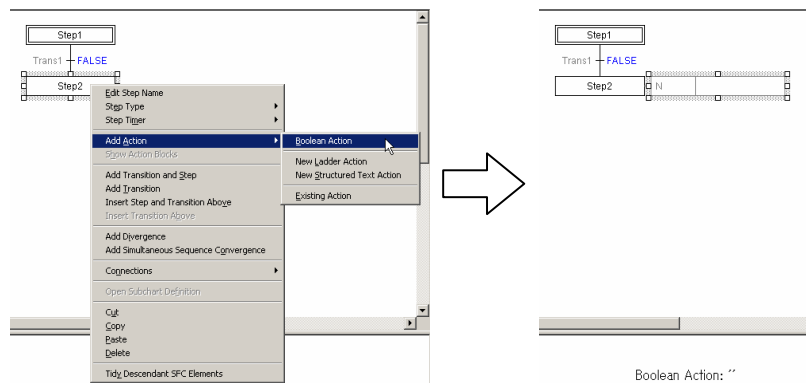 Step1
Trans1 FALSE
Step2
Edit Step Name
Step Type
Step Timer
Add Action
Show Action Blocks
Add Transition and Step
Add Transition
Insert Step and Transition Above
Insert Transition Above
Add Divergence
Add Simultaneous Sequence Convergence
Connections
Open Subchart Definition
Cut
Copy
Paste
Delete
Tidy Descendant SFC Elements
Boolean Action
New Ladder Action
New Structured Text Action
Existing Action
Step1
Trans1 FALSE
Step2 N
Boolean Action: ´´